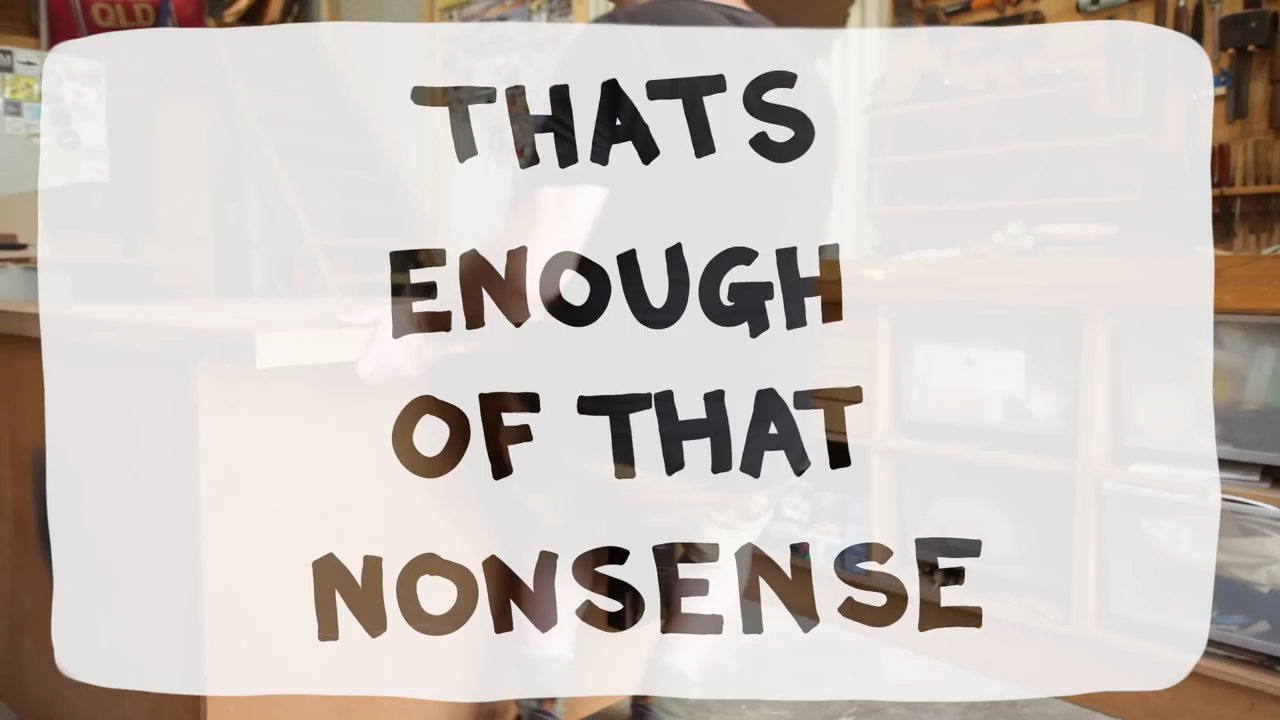 QLD
THATS
ENOUGH
OF THAT
NONSENSE